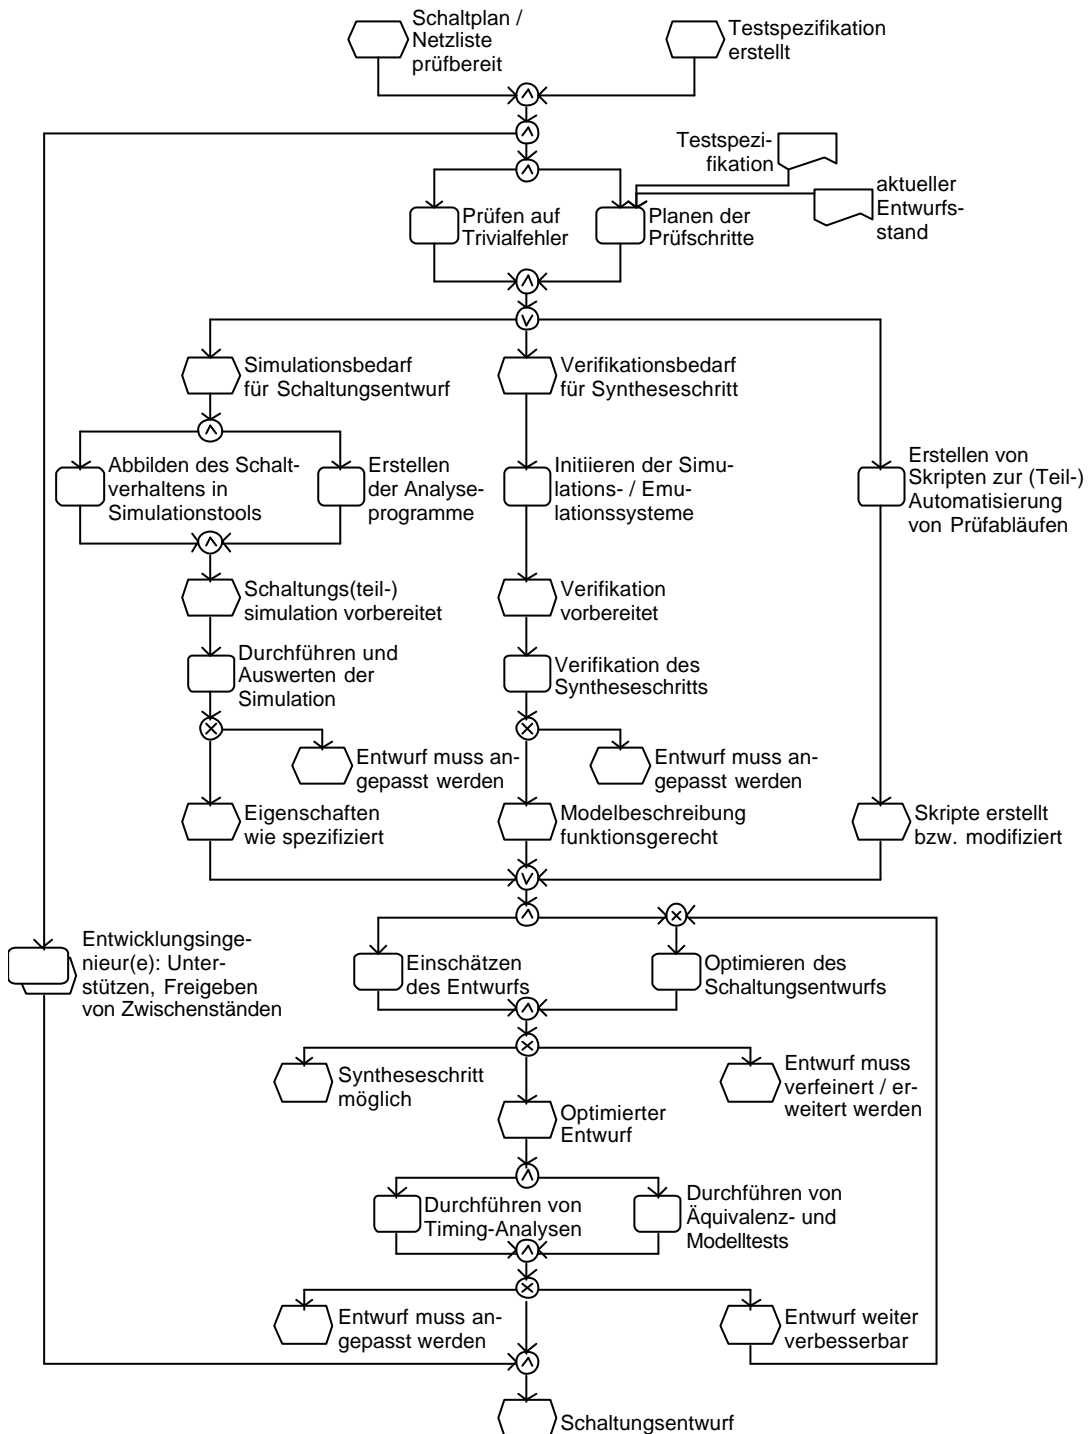 Schaltplan /
Netzliste
prüfbereit
Testspezifikation
erstellt
Testspezi-
fikation
aktueller
Entwurfs-
stand
Prüfen auf
Trivialfehler
Planen der
Prüfschritte
Simulationsbedarf
für Schaltungsentwurf
Verifikationsbedarf
für Syntheseschritt
Abbilden des Schalt-
verhaltens in
Simulationstools
Erstellen
der Analyse-
programme
Initiieren der Simu-
lations- / Emu-
lationssysteme
Erstellen von
Skripten zur (Teil-)
Automatisierung
von Prüfabläufen
Schaltungs(teil-)
simulation vorbereitet
Verifikation
vorbereitet
Durchführen und
Auswerten der
Simulation
Verifikation des
Syntheseschritts
Entwurf muss an-
gepasst werden
Entwurf muss an-
gepasst werden
Eigenschaften
wie spezifiziert
Modelbeschreibung
funktionsgerecht
Skripte erstellt
bzw. modifiziert
Entwicklungsinge-
nieur(e): Unter-
stützen, Freigeben
von Zwischenständen
Einschätzen
des Entwurfs
Optimieren des
Schaltungsentwurfs
Syntheseschritt
möglich
Entwurf muss
verfeinert / er-
weitert werden
Optimierter
Entwurf
Durchführen von
Timing-Analysen
Durchführen von
Äquivalenz- und
Modelltests
Entwurf muss an-
gepasst werden
Entwurf weiter
verbesserbar
Schaltungsentwurf